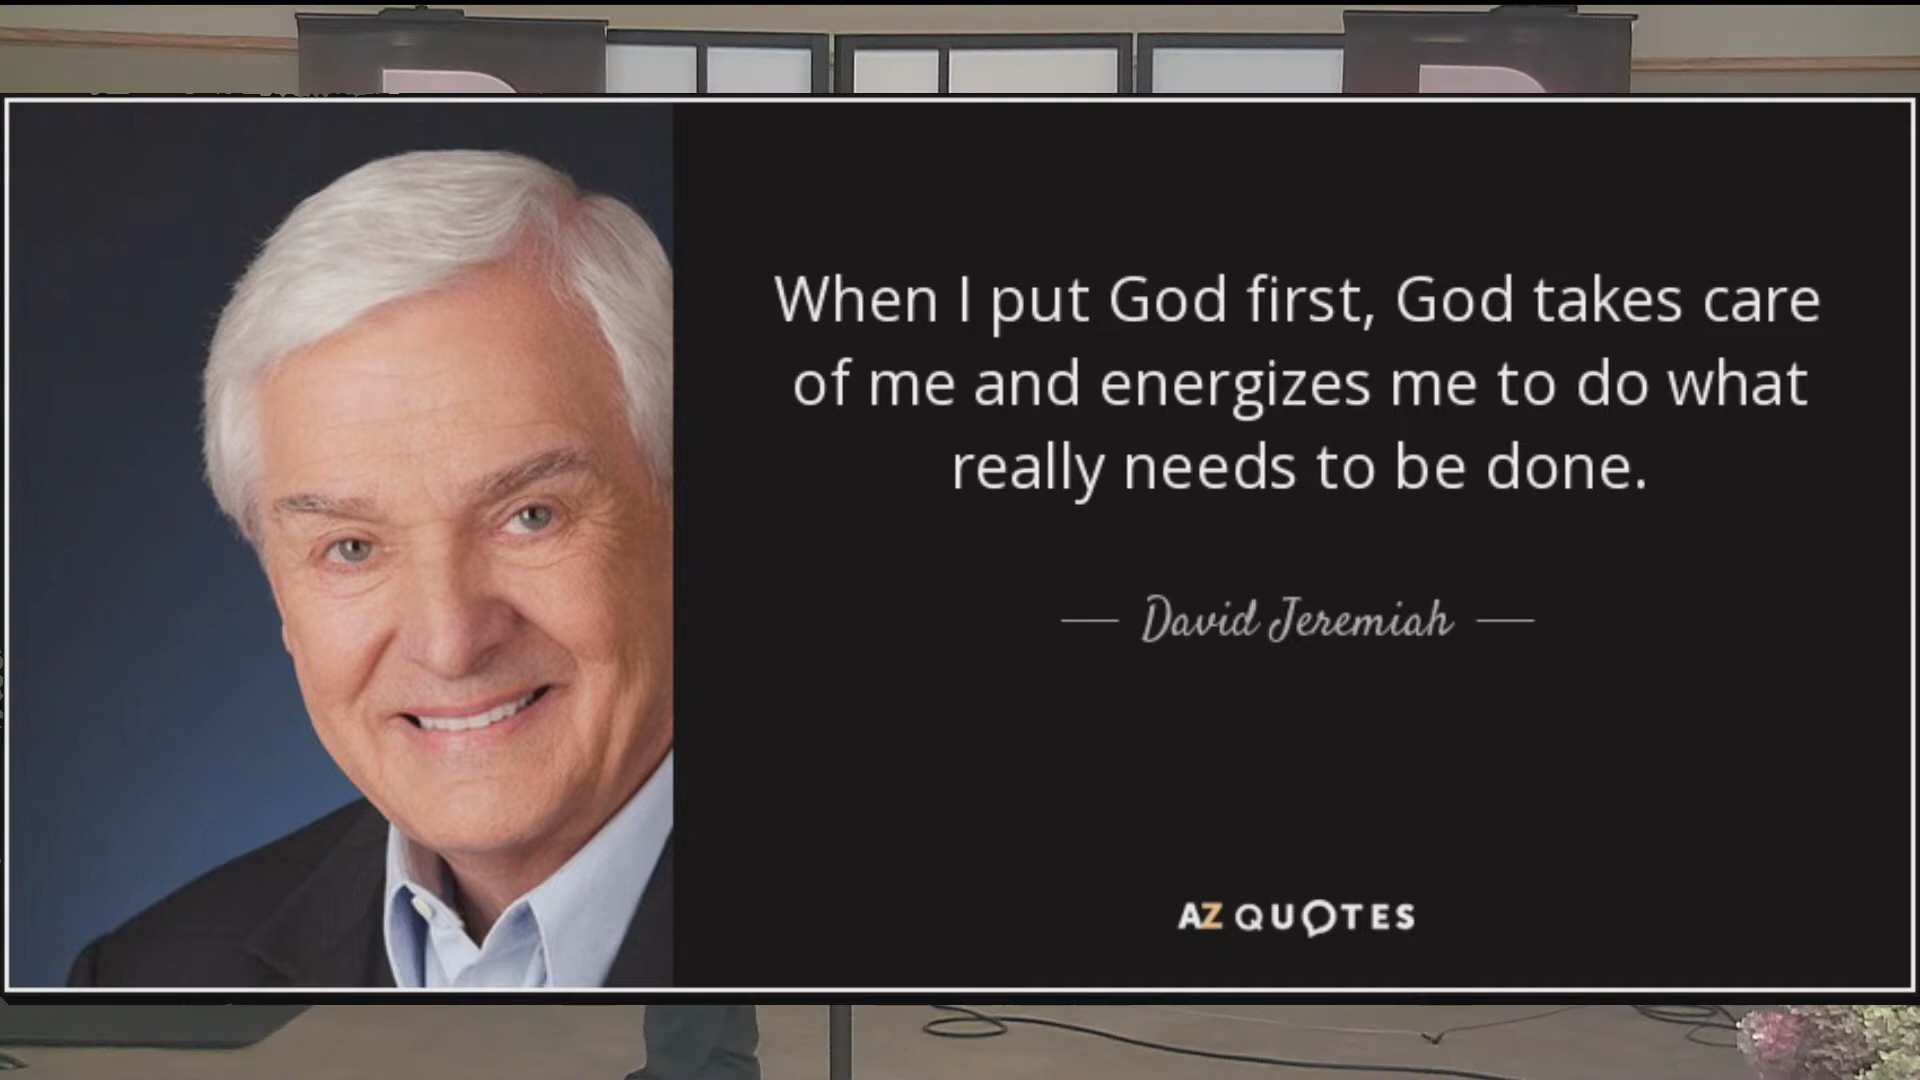 When I put God first, God takes care
of me and energizes me to do what
really needs to be done.
— David Jeremiah —
AZ QUOTES